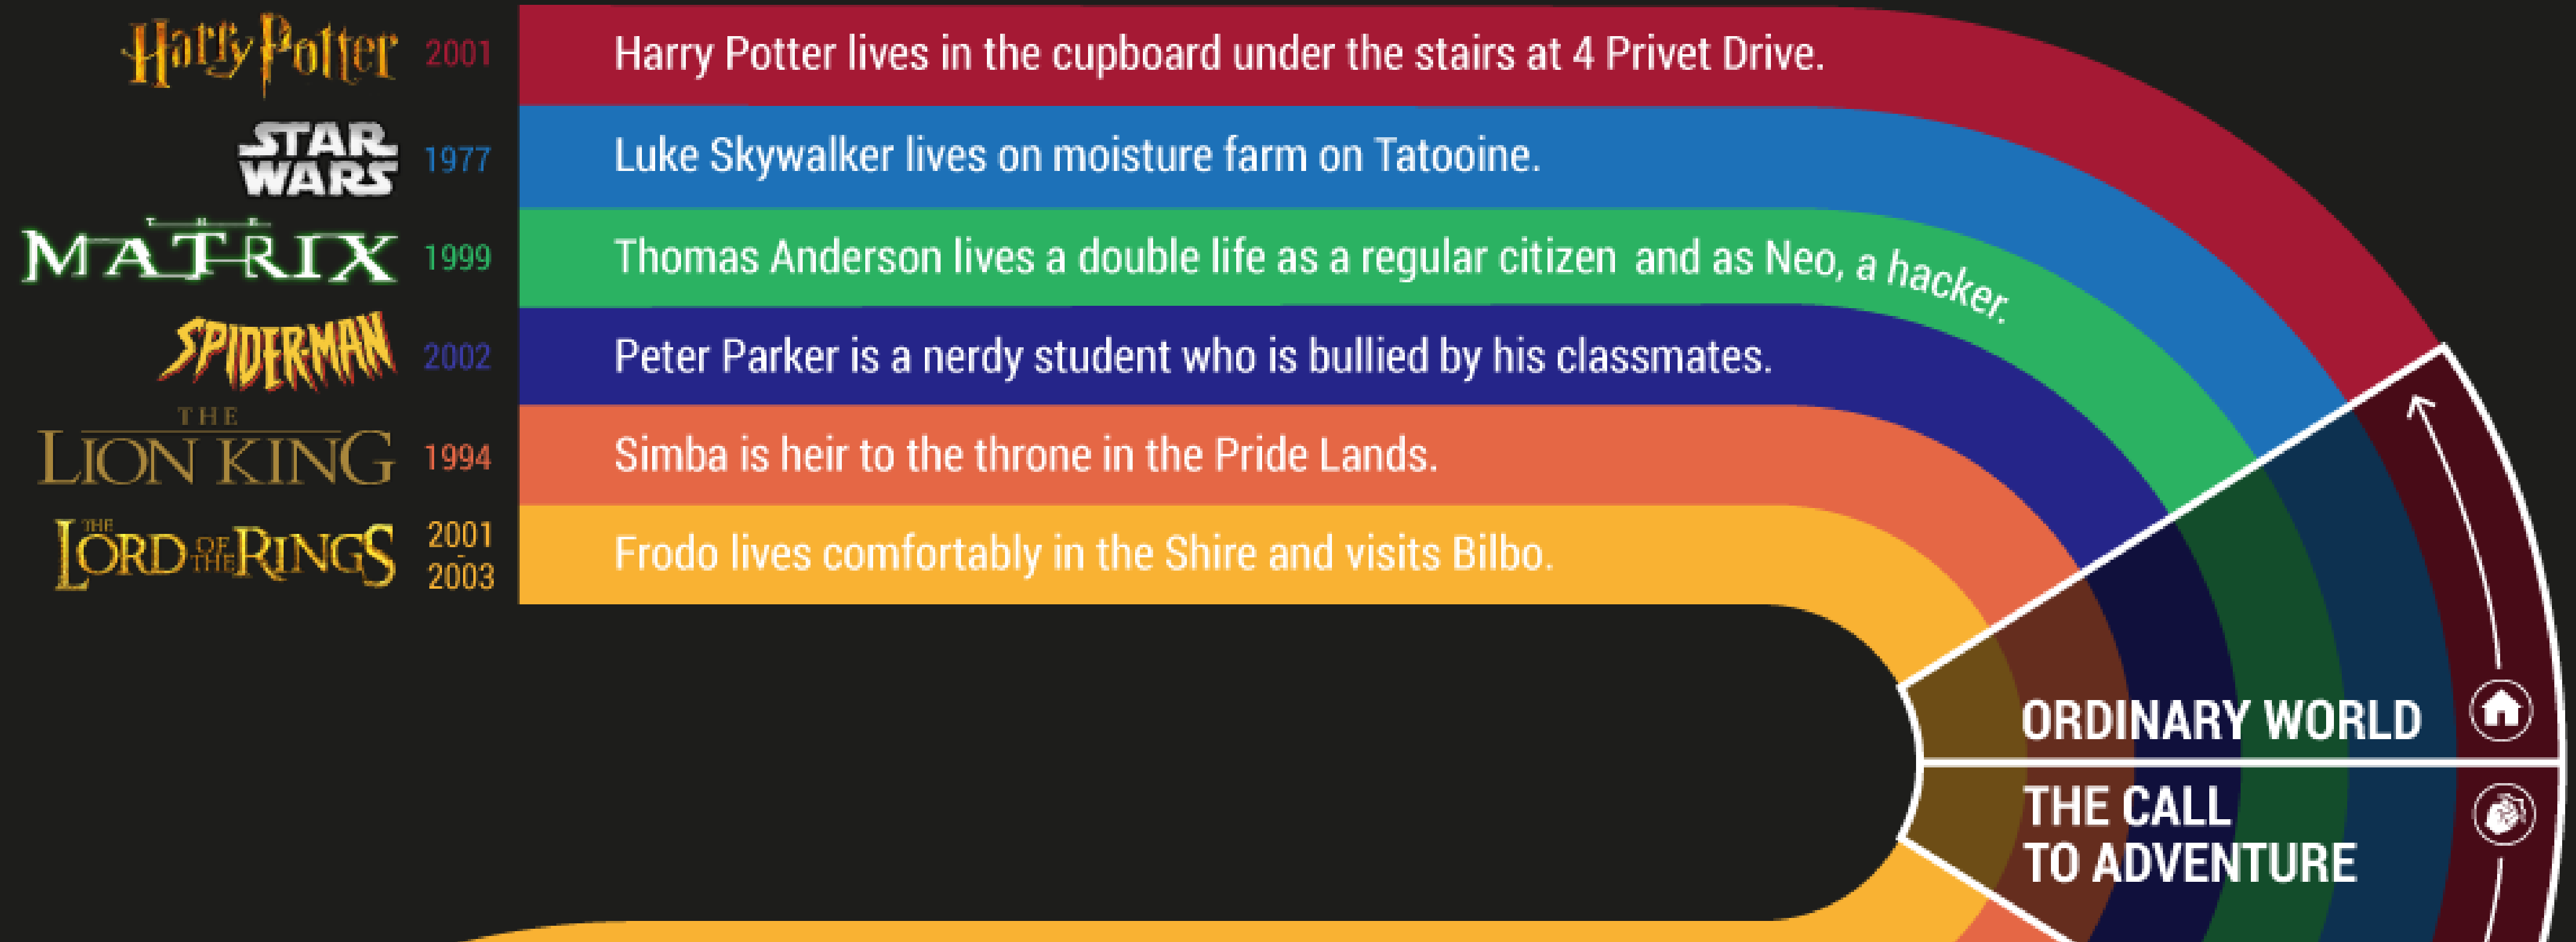 Harry Potter 2001 Harry Potter lives in the cupboard under the stairs at 4 Privet Drive.
STAR WARS 1977 Luke Skywalker lives on moisture farm on Tatooine.
THE MATRIX 1999 Thomas Anderson lives a double life as a regular citizen and as Neo, a hacker.
SPIDER-MAN 2002 Peter Parker is a nerdy student who is bullied by his classmates.
THE LION KING 1994 Simba is heir to the throne in the Pride Lands.
THE LORD OF THE RINGS 2001 - 2003 Frodo lives comfortably in the Shire and visits Bilbo.
ORDINARY WORLD
THE CALL
TO ADVENTURE